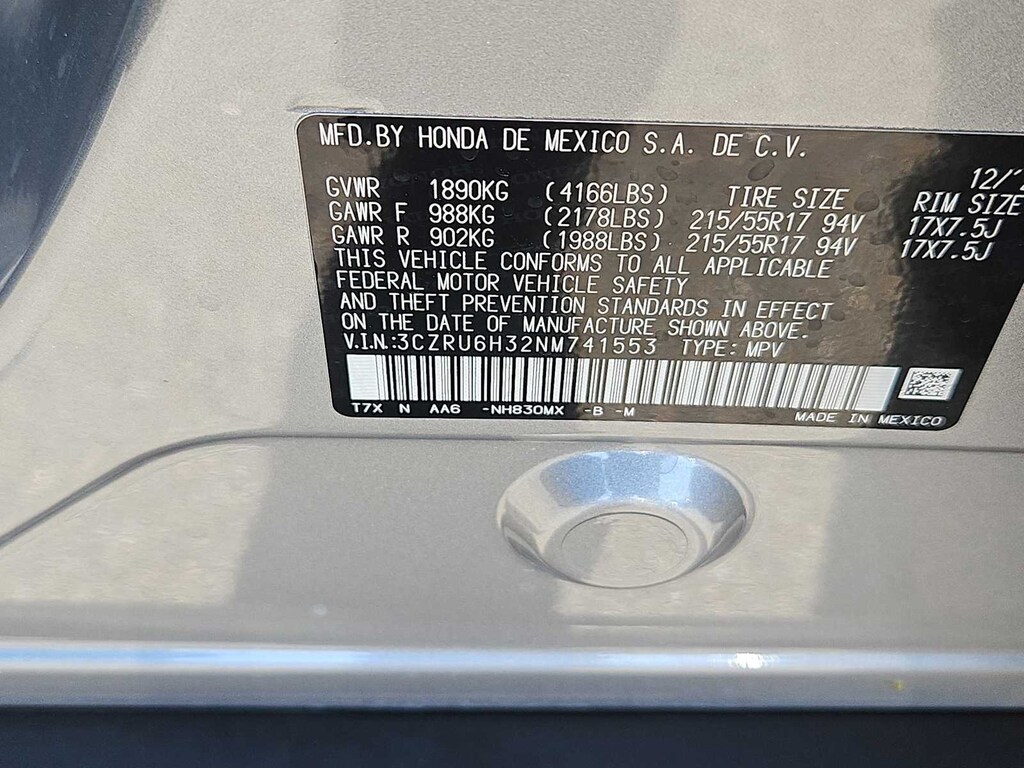 MFD.BY HONDA DE MEXICO S.A. DE C.V.
12/
GVWR 1890KG (4166LBS) TIRE SIZE RIM SIZE
GAWR F 988KG (2178LBS) 215/55R17 94V 17X7.5J
GAWR R 902KG (1988LBS) 215/55R17 94V 17X7.5J
THIS VEHICLE CONFORMS TO ALL APPLICABLE
FEDERAL MOTOR VEHICLE SAFETY
AND THEFT PREVENTION STANDARDS IN EFFECT
ON THE DATE OF MANUFACTURE SHOWN ABOVE.
V.I.N.:3CZRU6H32NM741553 TYPE: MPV
T7X N AA6 -NH830MX -B -M
MADE IN MEXICO